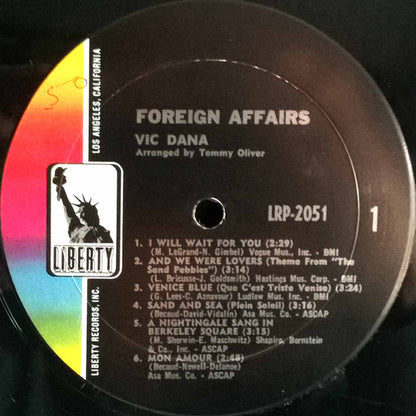 FOREIGN AFFAIRS
VIC DANA
Arranged by Tommy Oliver
LRP-2051
1
1. I WILL WAIT FOR YOU (2:29)
(M. LeGrand-N. Gimbel) Vogue Mus., Inc. - BMI
2. AND WE WERE LOVERS (Theme From "The
Sand Pebbles") (3:14)
(L. Bricusse-J. Goldsmith) Hastings Mus. Corp. - BMI
3. VENICE BLUE (Que C'est Triste Venise) (3:24)
(G. Lees-C. Aznavour) Ludlow Mus., Inc. - BMI
4. SAND AND SEA (Plein Soleil) (3:16)
(Becaud-David-Vidalin) Asa Mus. Co. - ASCAP
5. A NIGHTINGALE SANG IN
BERKELEY SQUARE (3:15)
(M. Sherwin-E. Maschwitz) Shapiro, Bernstein
& Co., Inc. - ASCAP
6. MON AMOUR (2:48)
(Becaud-Newell-Delanoe)
Asa Mus. Co. - ASCAP
LIBERTY
LIBERTY RECORDS, INC.
LOS ANGELES, CALIFORNIA
50